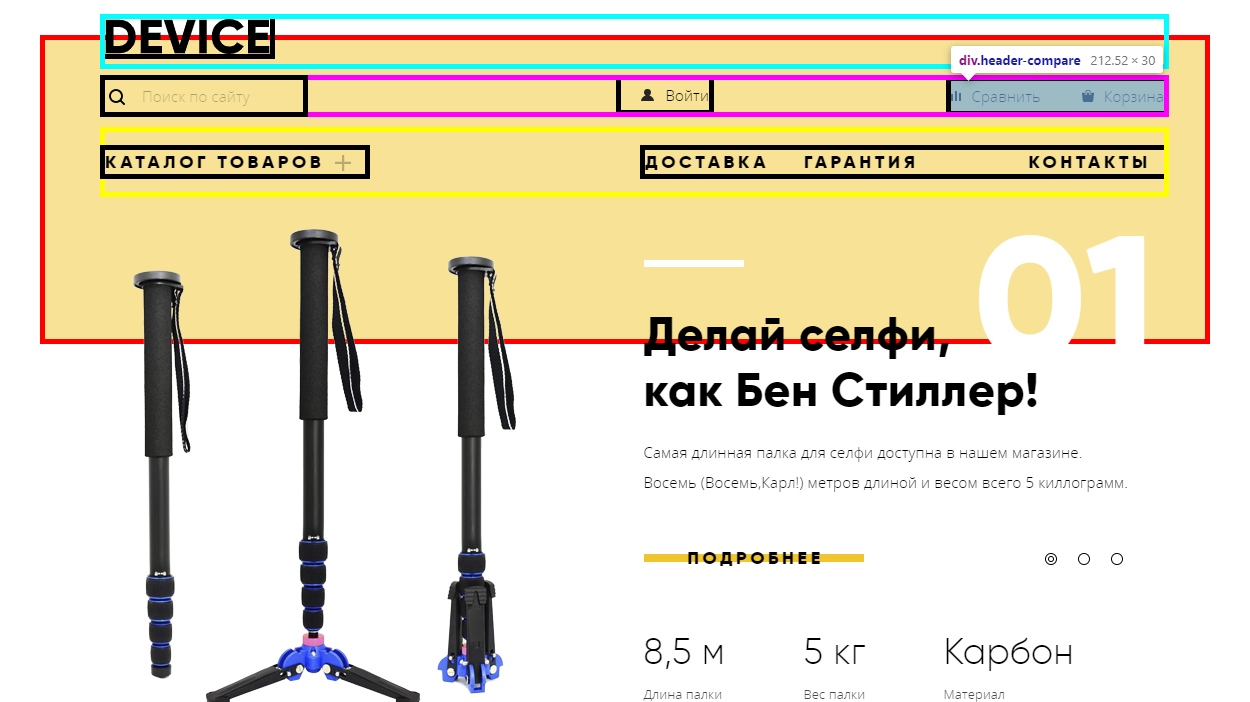 DEVICE
div.header-compare 212.52 × 30
Поиск по сайту
Войти
Сравнить
Корзина
КАТАЛОГ ТОВАРОВ +
ДОСТАВКА
ГАРАНТИЯ
КОНТАКТЫ
01
Делай селфи,
как Бен Стиллер!
Самая длинная палка для селфи доступна в нашем магазине.
Восемь (Восемь,Карл!) метров длиной и весом всего 5 киллограмм.
ПОДРОБНЕЕ
8,5 м
5 кг
Карбон
Длина палки
Вес палки
Материал